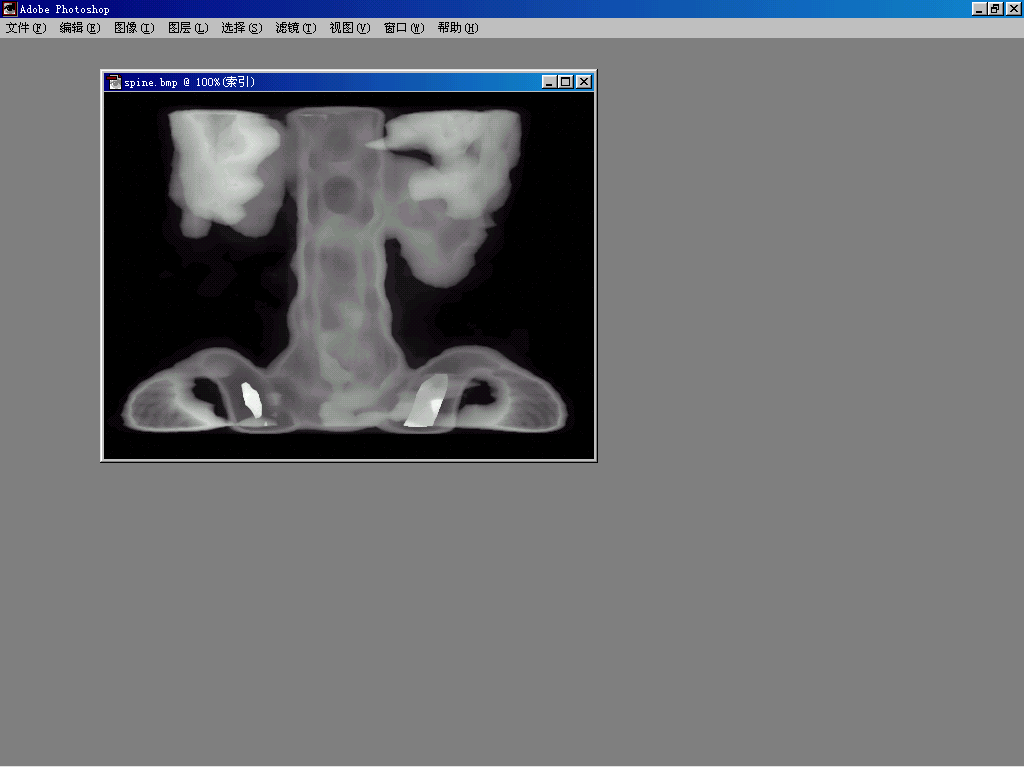 Adobe Photoshop
文件(F) 编辑(E) 图像(I) 图层(L) 选择(S) 滤镜(T) 视图(V) 窗口(W) 帮助(H)
spine.bmp @ 100%(索引)